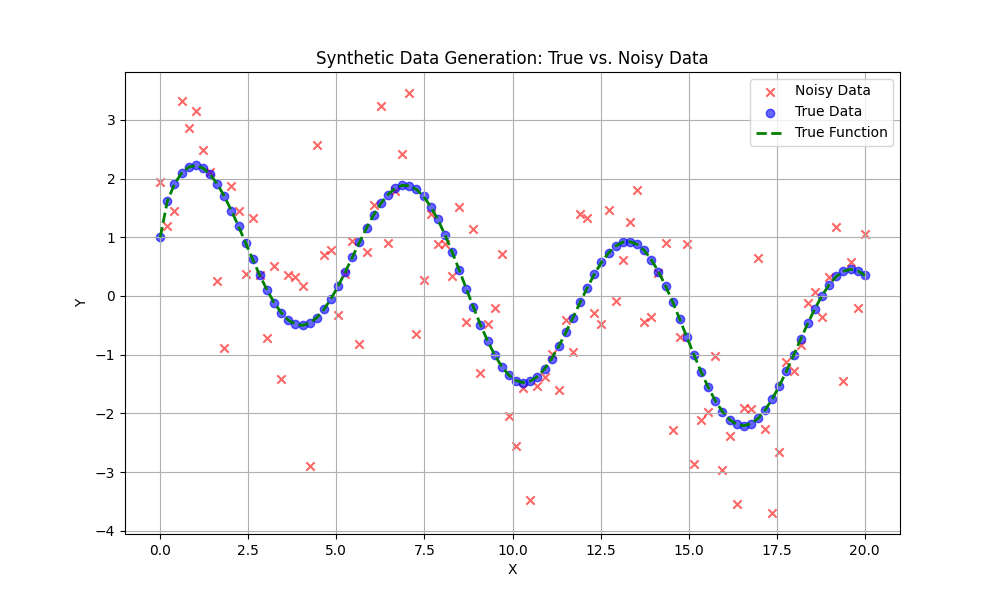 Synthetic Data Generation: True vs. Noisy Data
Noisy Data
True Data
True Function
Y
3
2
1
0
−1
−2
−3
−4
0.0 2.5 5.0 7.5 10.0 12.5 15.0 17.5 20.0
X